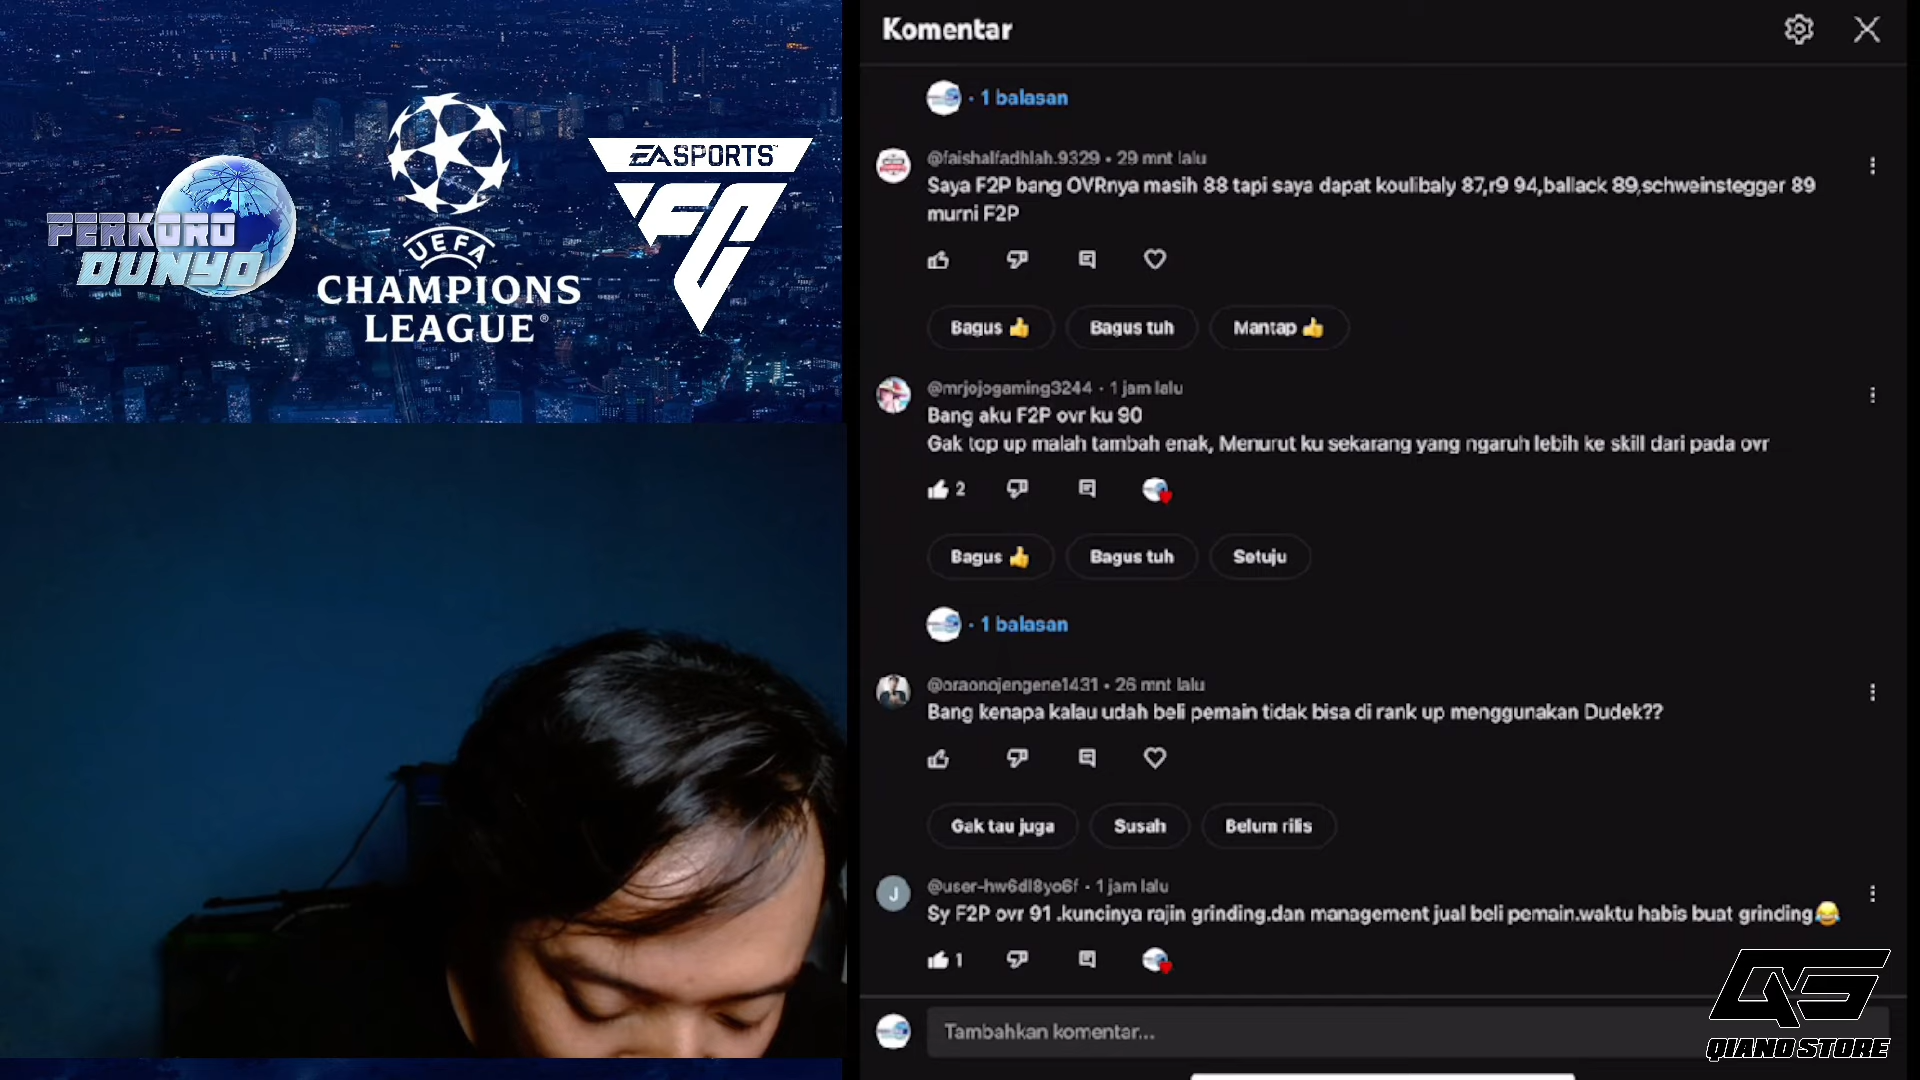 PERKORO
DUNYO
UEFA
CHAMPIONS
LEAGUE®
EA SPORTS
FC
Komentar
· 1 balasan
@faishalfadhlah.9329 · 29 mnt lalu
Saya F2P bang OVRnya masih 88 tapi saya dapat koulibaly 87,r9 94,ballack 89,schweinstegger 89
murni F2P
Bagus 👍 Bagus tuh Mantap 👍
@mrjojogaming3244 · 1 jam lalu
Bang aku F2P ovr ku 90
Gak top up malah tambah enak, Menurut ku sekarang yang ngaruh lebih ke skill dari pada ovr
2
Bagus 👍 Bagus tuh Setuju
· 1 balasan
@oraonojengene1431 · 26 mnt lalu
Bang kenapa kalau udah beli pemain tidak bisa di rank up menggunakan Dudek??
Gak tau juga Susah Belum rilis
J
@user-hw6dl8yo6f · 1 jam lalu
Sy F2P ovr 91 .kuncinya rajin grinding.dan management jual beli pemain.waktu habis buat grinding😂
1
Tambahkan komentar...
QS
QIANO STORE